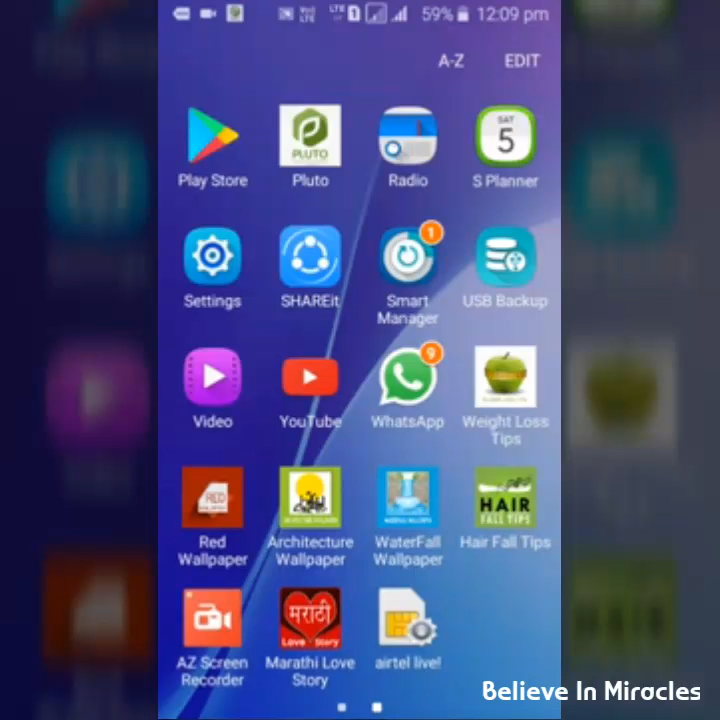 59% 12:09 pm
A-Z EDIT
PLUTO
SAT
5
Play Store Pluto Radio S Planner
1
Settings SHAREit Smart Manager USB Backup
9
Video YouTube WhatsApp Weight Loss Tips
RED
HAIR
FALL TIPS
Red Wallpaper Architecture Wallpaper WaterFall Wallpaper Hair Fall Tips
मराठी
Love Story
AZ Screen Recorder Marathi Love Story airtel live!
Believe In Miracles